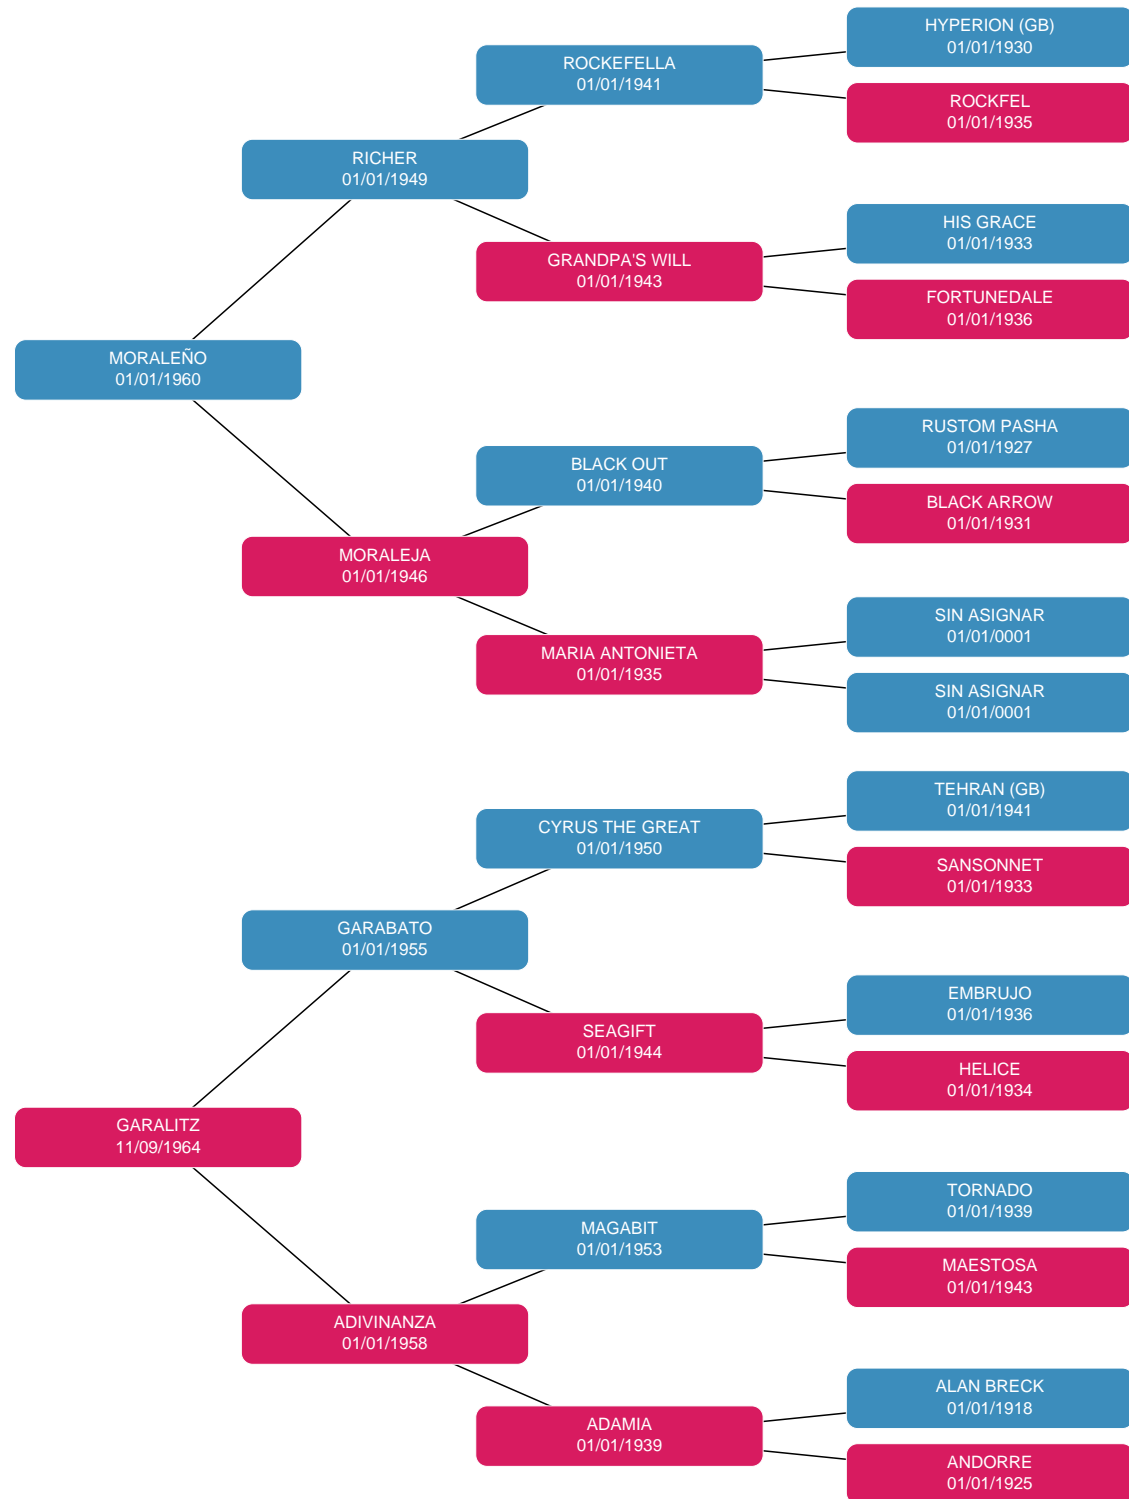 HYPERION (GB)
01/01/1930
ROCKEFELLA
01/01/1941
ROCKFEL
01/01/1935
RICHER
01/01/1949
HIS GRACE
01/01/1933
GRANDPA'S WILL
01/01/1943
FORTUNEDALE
01/01/1936
MORALEÑO
01/01/1960
RUSTOM PASHA
01/01/1927
BLACK OUT
01/01/1940
BLACK ARROW
01/01/1931
MORALEJA
01/01/1946
SIN ASIGNAR
01/01/0001
MARIA ANTONIETA
01/01/1935
SIN ASIGNAR
01/01/0001
TEHRAN (GB)
01/01/1941
CYRUS THE GREAT
01/01/1950
SANSONNET
01/01/1933
GARABATO
01/01/1955
EMBRUJO
01/01/1936
SEAGIFT
01/01/1944
HELICE
01/01/1934
GARALITZ
11/09/1964
TORNADO
01/01/1939
MAGABIT
01/01/1953
MAESTOSA
01/01/1943
ADIVINANZA
01/01/1958
ALAN BRECK
01/01/1918
ADAMIA
01/01/1939
ANDORRE
01/01/1925